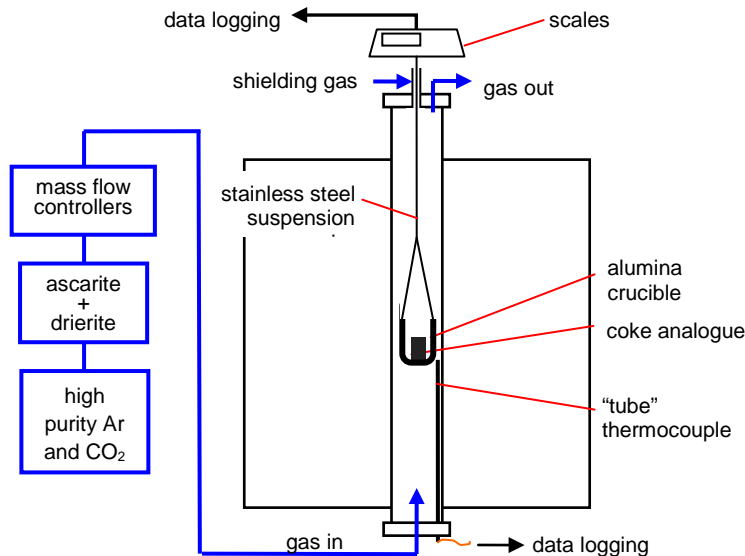 data logging
scales
shielding gas
gas out
mass flow
controllers
stainless steel
suspension
ascarite
+
drierite
alumina
crucible
coke analogue
high
purity Ar
and CO₂
“tube”
thermocouple
gas in
data logging